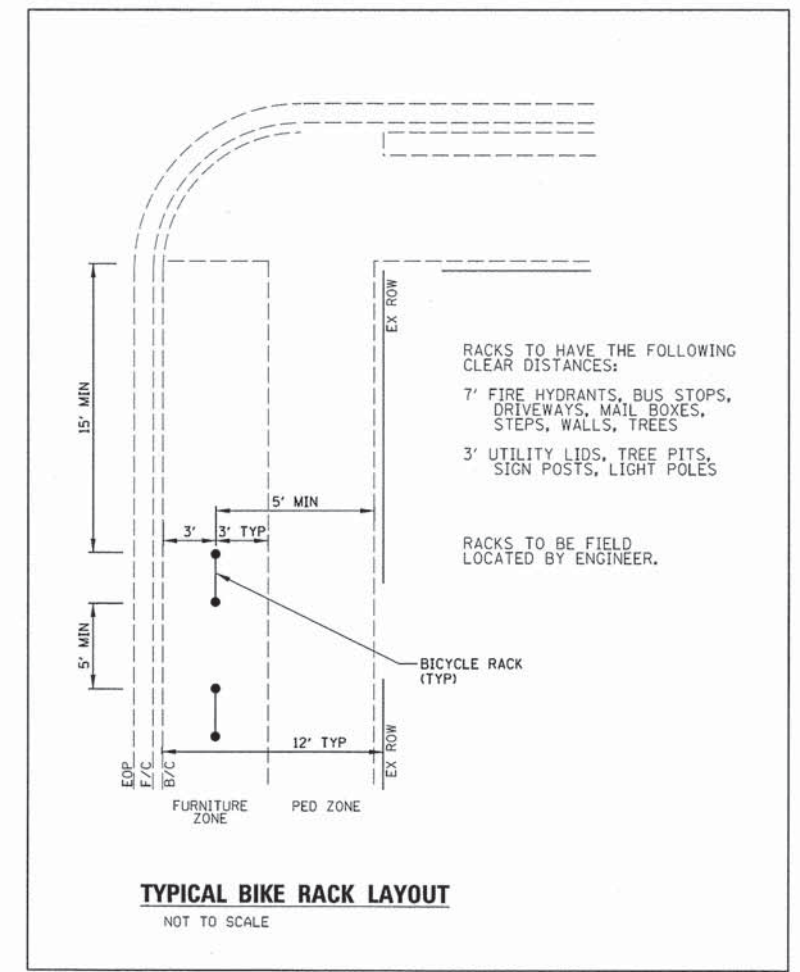 EX ROW
15' MIN
RACKS TO HAVE THE FOLLOWING
CLEAR DISTANCES:
7' FIRE HYDRANTS, BUS STOPS,
DRIVEWAYS, MAIL BOXES,
STEPS, WALLS, TREES
3' UTILITY LIDS, TREE PITS,
SIGN POSTS, LIGHT POLES
5' MIN
3'
3' TYP
RACKS TO BE FIELD
LOCATED BY ENGINEER.
5' MIN
BICYCLE RACK
(TYP)
12' TYP
EX ROW
EOP
F/C
B/C
FURNITURE
ZONE
PED ZONE
TYPICAL BIKE RACK LAYOUT
NOT TO SCALE